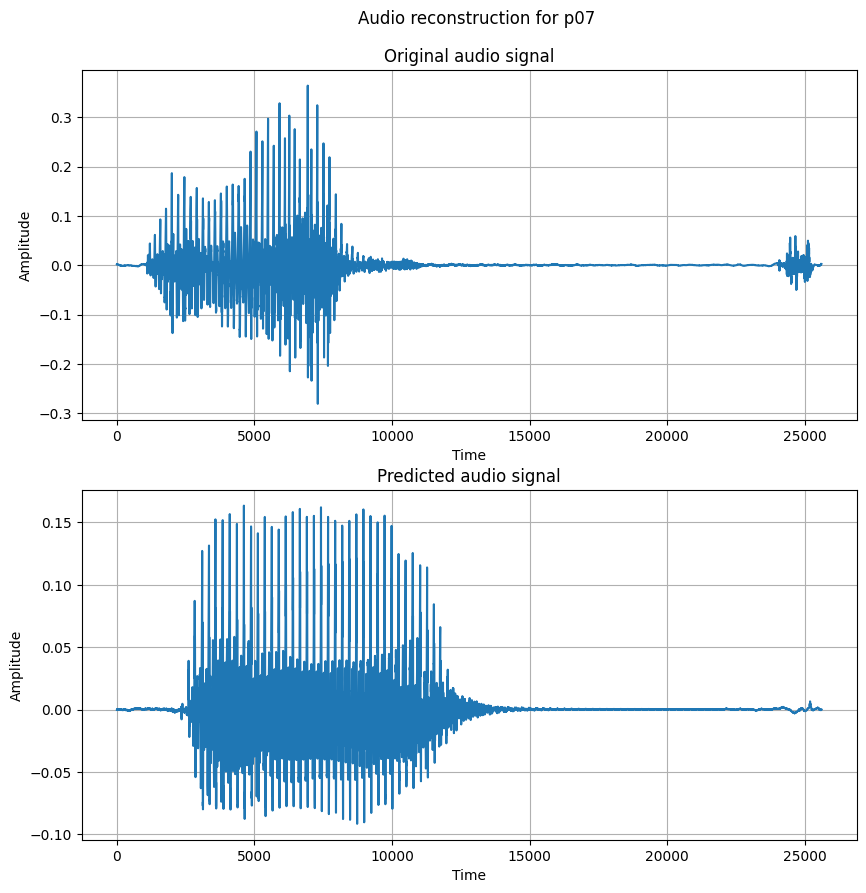 Audio reconstruction for p07
Original audio signal
0.3
0.2
0.1
0.0
−0.1
−0.2
−0.3
Amplitude
0 5000 10000 15000 20000 25000
Time
Predicted audio signal
0.15
0.10
0.05
0.00
−0.05
−0.10
Amplitude
0 5000 10000 15000 20000 25000
Time